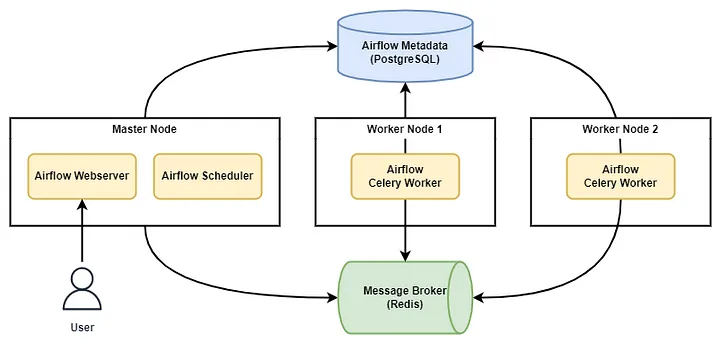 Airflow Metadata
(PostgreSQL)
Master Node
Worker Node 1
Worker Node 2
Airflow Webserver
Airflow Scheduler
Airflow
Celery Worker
Airflow
Celery Worker
Message Broker
(Redis)
User